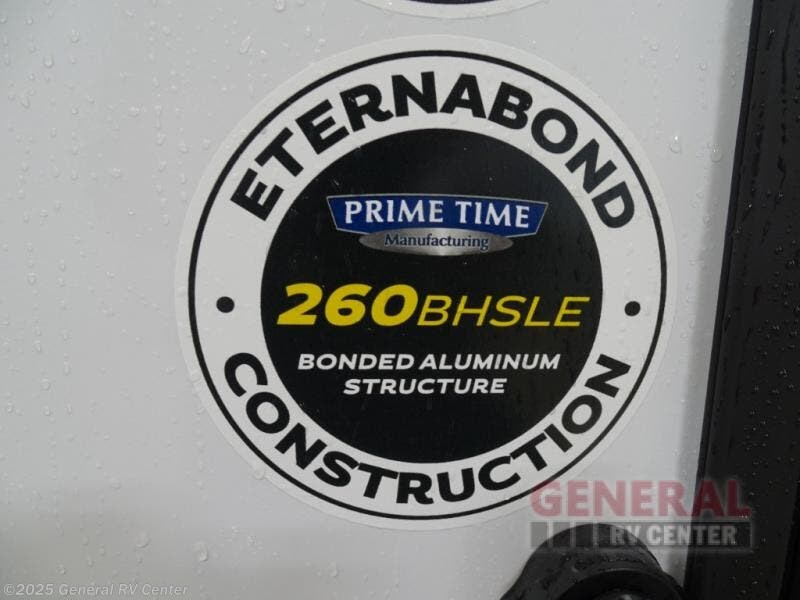 ETERNABOND
PRIME TIME
Manufacturing
260BHSLE
BONDED ALUMINUM
STRUCTURE
CONSTRUCTION
GENERAL
RV CENTER
©2025 General RV Center